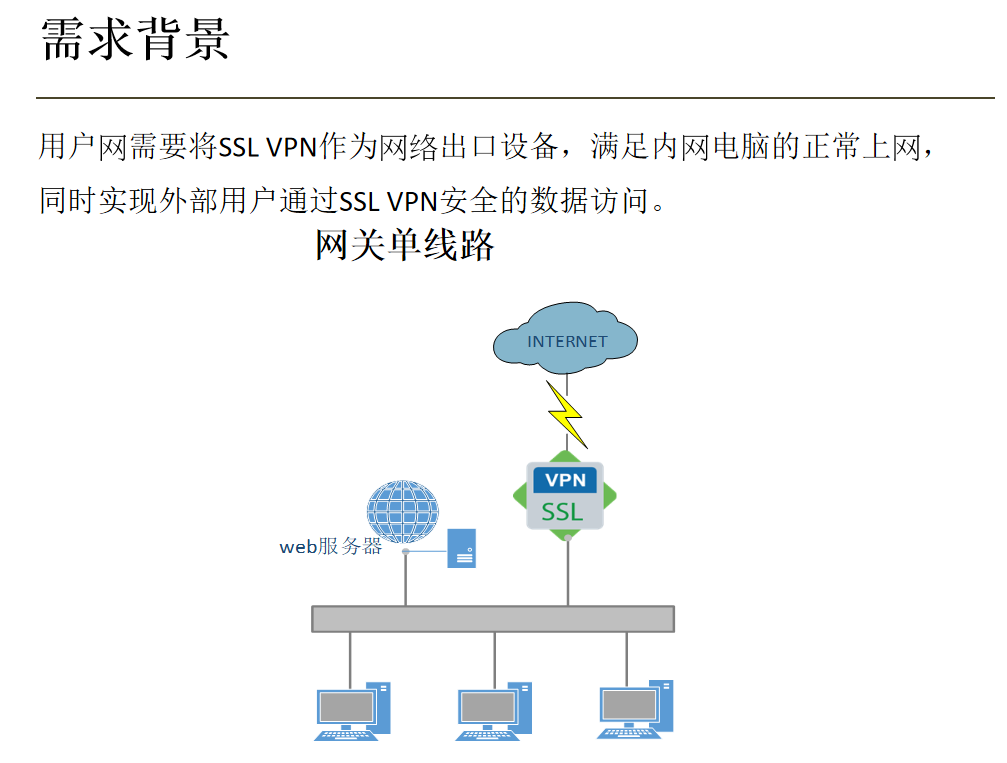 需求背景
用户网需要将SSL VPN作为网络出口设备，满足内网电脑的正常上网，
同时实现外部用户通过SSL VPN安全的数据访问。
网关单线路
INTERNET
VPN
SSL
web服务器